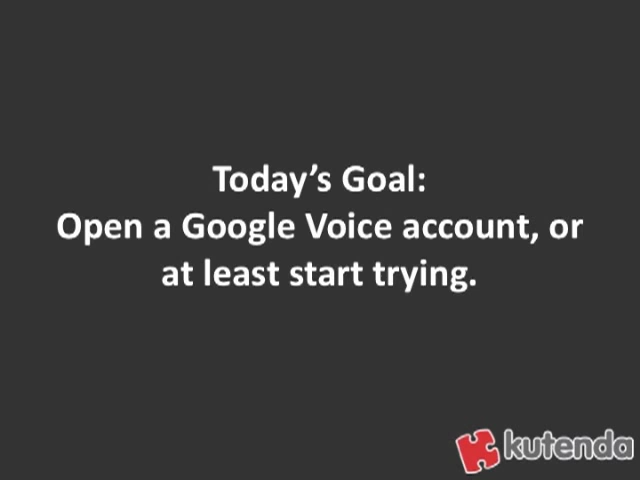 Today’s Goal:
Open a Google Voice account, or
at least start trying.
kutenda